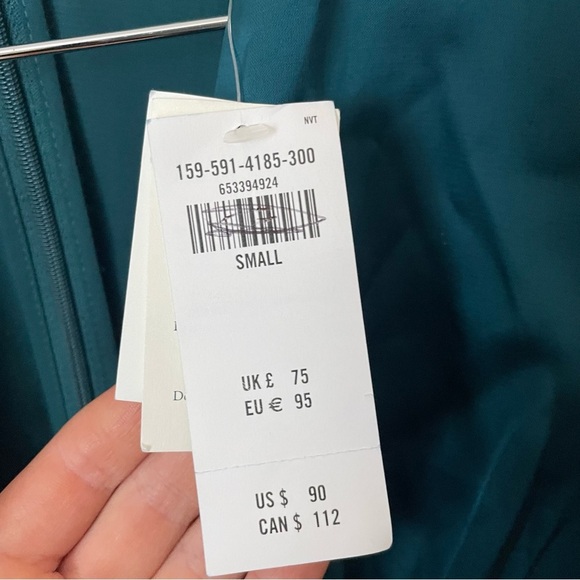 NVT
159-591-4185-300
653394924
SMALL
UK £ 75
EU € 95
US $ 90
CAN $ 112